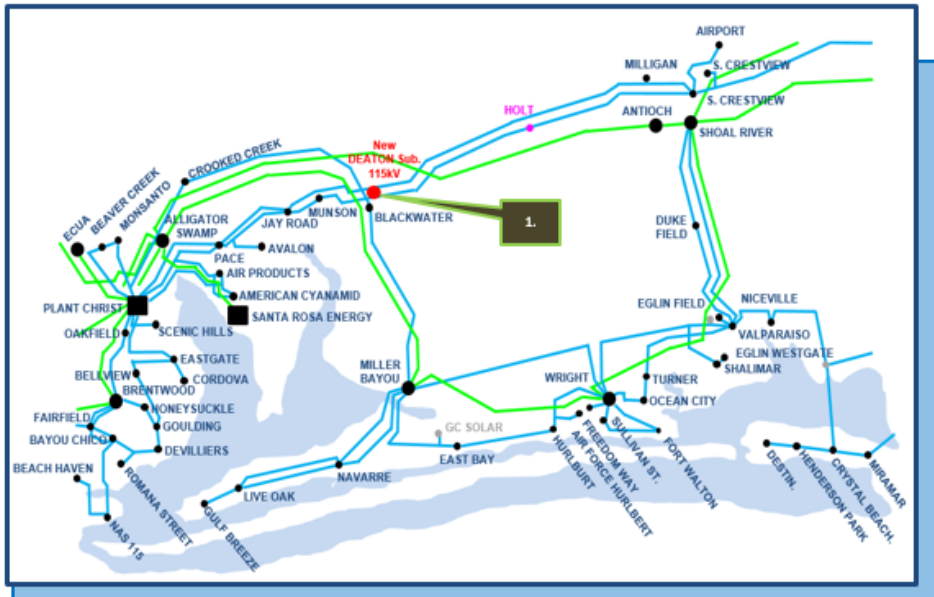 AIRPORT
MILLIGAN
S. CRESTVIEW
HOLT
S. CRESTVIEW
ANTIOCH
SHOAL RIVER
New
DEATON Sub.
115kV
CROOKED CREEK
BEAVER CREEK
MONSANTO
ECUA
ALLIGATOR
SWAMP
MUNSON
JAY ROAD
BLACKWATER
1.
DUKE
FIELD
PACE
AVALON
AIR PRODUCTS
AMERICAN CYANAMID
SANTA ROSA ENERGY
PLANT CHRIST
OAKFIELD
SCENIC HILLS
EGLIN FIELD
NICEVILLE
VALPARAISO
EGLIN WESTGATE
SHALIMAR
EASTGATE
BELLVIEW
CORDOVA
BRENTWOOD
MILLER
BAYOU
WRIGHT
TURNER
OCEAN CITY
HONEYSUCKLE
FAIRFIELD
GOULDING
BAYOU CHICO
DEVILLIERS
GC SOLAR
EAST BAY
HURLBURT
FREEDOM WAY
AIR FORCE HURLBERT
SULLIVAN ST.
FORT WALTON
BEACH HAVEN
ROMANA STREET
NAVARRE
LIVE OAK
GULF BREEZE
NAS 115
DESTIN.
HENDERSON PARK
CRYSTAL BEACH.
MIRAMAR